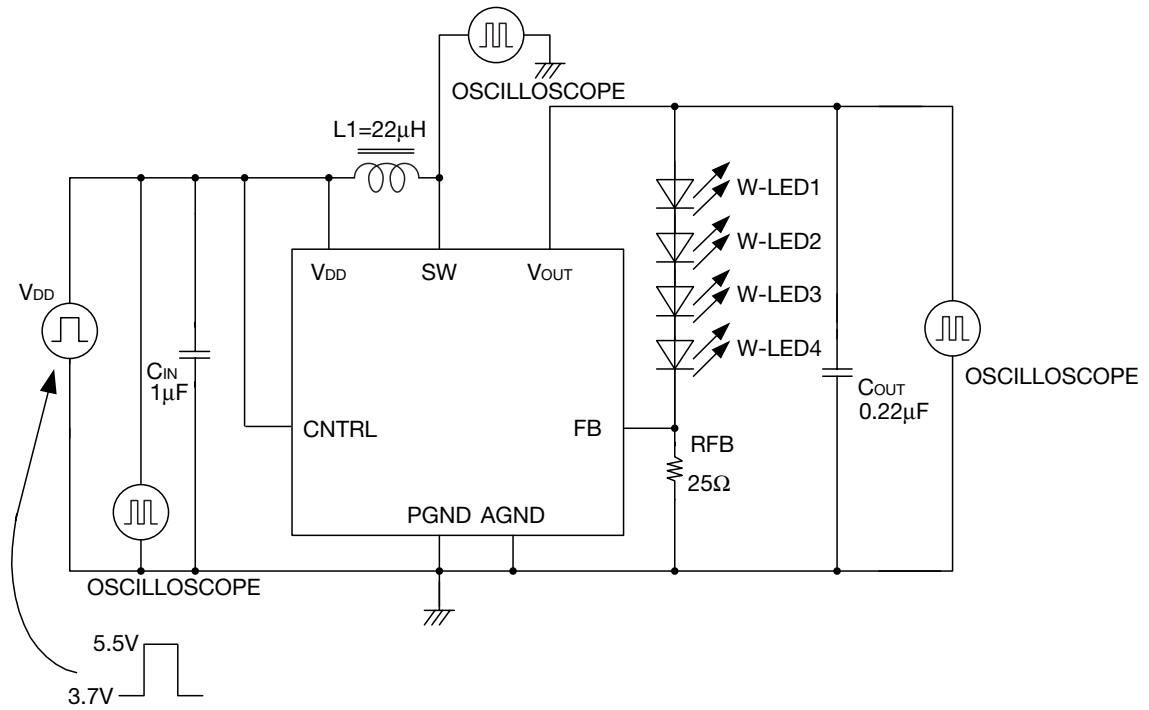 OSCILLOSCOPE
L1=22μH
W-LED1
VDD
SW
VOUT
W-LED2
VDD
W-LED3
W-LED4
CIN
1μF
OSCILLOSCOPE
COUT
0.22μF
CNTRL
FB
RFB
25Ω
PGND AGND
OSCILLOSCOPE
5.5V
3.7V